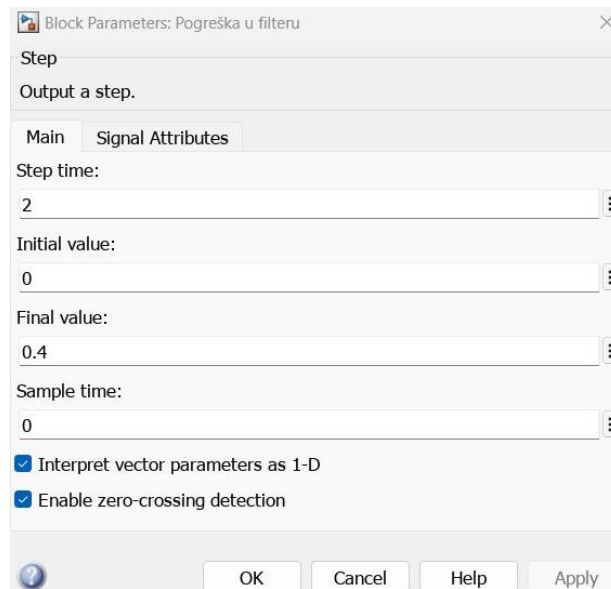 Block Parameters: Pogreška u filteru
Step
Output a step.
Main Signal Attributes
Step time:
2
Initial value:
0
Final value:
0.4
Sample time:
0
Interpret vector parameters as 1-D
Enable zero-crossing detection
OK Cancel Help Apply